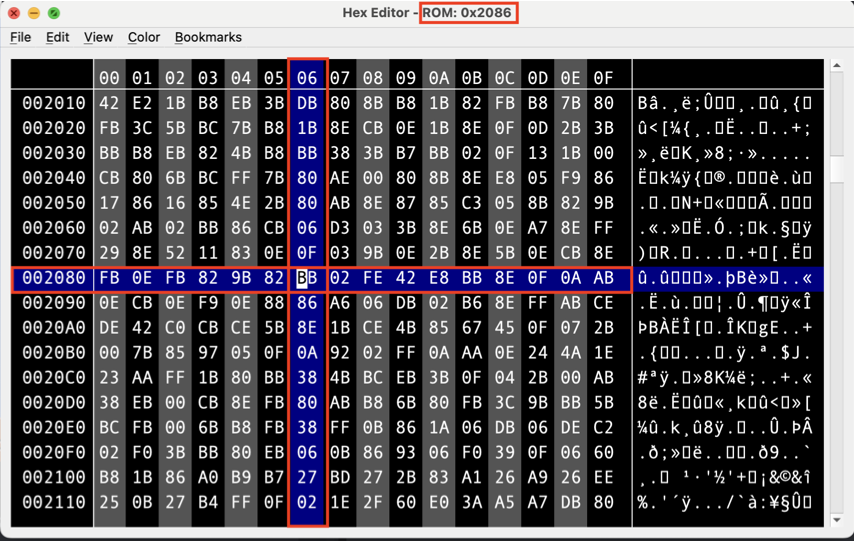 Hex Editor - ROM: 0x2086
File Edit View Color Bookmarks
00 01 02 03 04 05 06 07 08 09 0A 0B 0C 0D 0E 0F
002010 42 E2 1B B8 EB 3B DB 80 8B B8 1B 82 FB B8 7B 80 Bâ.¸ë;Û▯▯¸.▯û¸{▯
002020 FB 3C 5B BC 7B B8 1B 8E CB 0E 1B 8E 0F 0D 2B 3B û<[¼{¸.▯Ë..▯..+;
002030 BB B8 EB 82 4B B8 BB 38 3B B7 BB 02 0F 13 1B 00 »¸ë▯K¸»8;·».....
002040 CB 80 6B BC FF 7B 80 AE 00 80 8B 8E E8 05 F9 86 Ë▯k¼ÿ{▯®.▯▯▯è.ù▯
002050 17 86 16 85 4E 2B 80 AB 8E 87 85 C3 05 8B 82 9B .▯.▯N+▯«▯▯▯Ã.▯▯▯
002060 02 AB 02 BB 86 CB 06 D3 03 3B 8E 6B 0E A7 8E FF .«.»▯Ë.Ó.;▯k.§▯ÿ
002070 29 8E 52 11 83 0E 0F 03 9B 0E 2B 8E 5B 0E CB 8E )▯R.▯...▯.+▯[.Ë▯
002080 FB 0E FB 82 9B 82 BB 02 FE 42 E8 BB 8E 0F 0A AB û.û▯▯▯».þBè»▯..«
002090 0E CB 0E F9 0E 88 86 A6 06 DB 02 B6 8E FF AB CE .Ë.ù.▯▯¦.Û.¶▯ÿ«Î
0020A0 DE 42 C0 CB CE 5B 8E 1B CE 4B 85 67 45 0F 07 2B ÞBÀËÎ[▯.ÎK▯gE..+
0020B0 00 7B 85 97 05 0F 0A 92 02 FF 0A AA 0E 24 4A 1E .{▯▯...▯.ÿ.ª.$J.
0020C0 23 AA FF 1B 80 BB 38 4B BC EB 3B 0F 04 2B 00 AB #ªÿ.▯»8K¼ë;..+.«
0020D0 38 EB 00 CB 8E FB 80 AB B8 6B 80 FB 3C 9B BB 5B 8ë.Ë▯û▯«¸k▯û<▯»[
0020E0 BC FB 00 6B B8 FB 38 FF 0B 86 1A 06 DB 06 DE C2 ¼û.k¸û8ÿ.▯..Û.ÞÂ
0020F0 02 F0 3B BB 80 EB 06 0B 86 93 06 F0 39 0F 06 60 .ð;»▯ë..▯▯.ð9..`
002100 B8 1B 86 A0 B9 B7 27 BD 27 2B 83 A1 26 A9 26 EE ¸.▯ ¹·'½'+▯¡&©&î
002110 25 0B 27 B4 FF 0F 02 1E 2F 60 E0 3A A5 A7 DB 80 %.'´ÿ.../`à:¥§Û▯